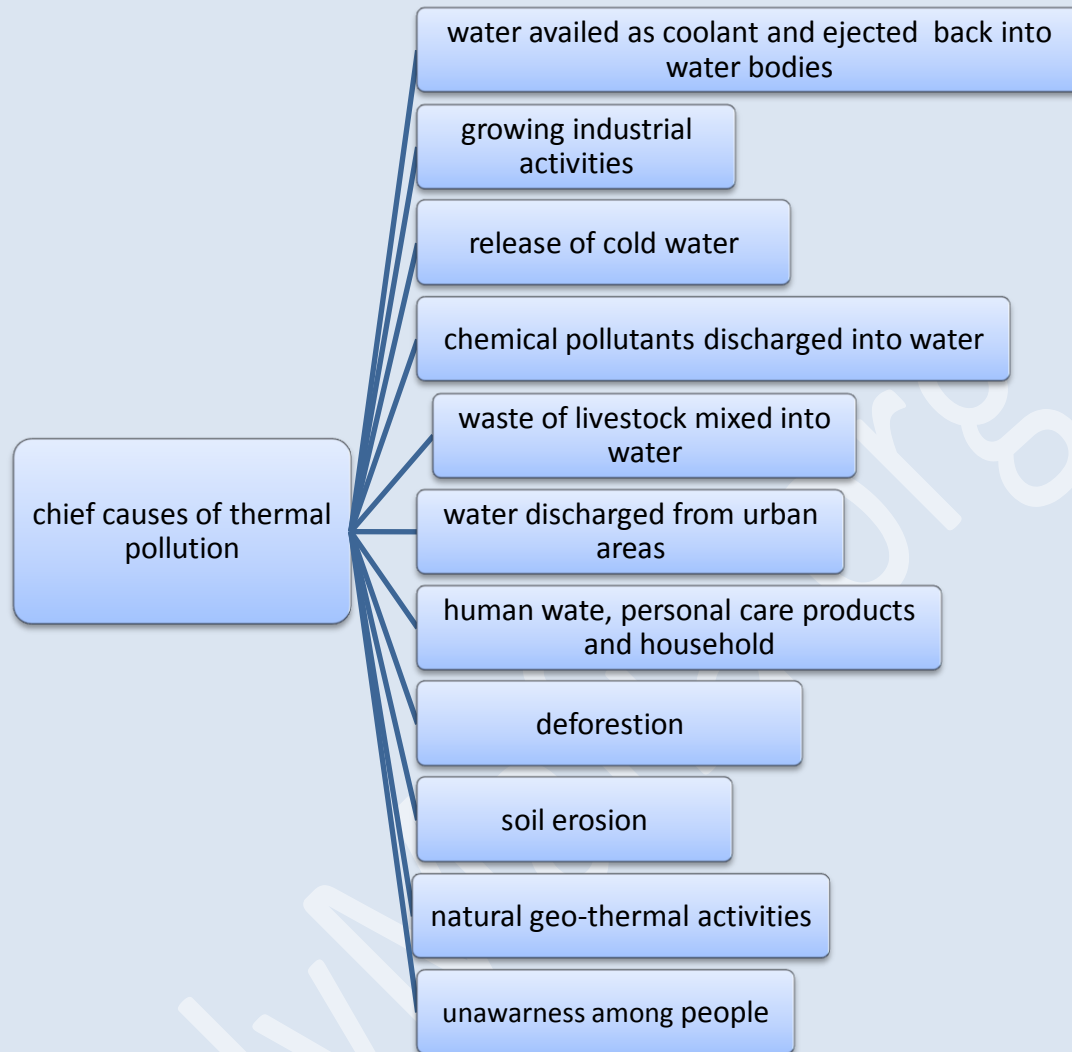 water availed as coolant and ejected  back into
water bodies
growing industrial
activities
release of cold water
chemical pollutants discharged into water
waste of livestock mixed into
water
chief causes of thermal
pollution
water discharged from urban
areas
human wate, personal care products
and household
deforestion
soil erosion
natural geo-thermal activities
unawarness among people